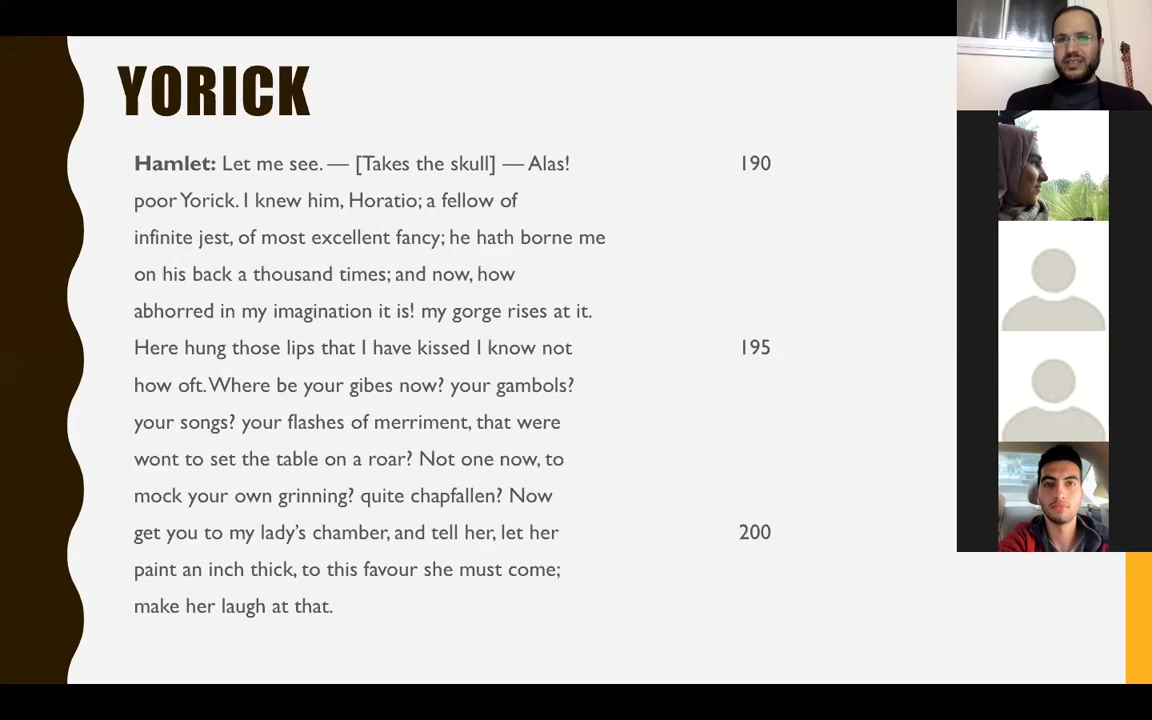 YORICK
Hamlet: Let me see. — [Takes the skull] — Alas! 190
poor Yorick. I knew him, Horatio; a fellow of
infinite jest, of most excellent fancy; he hath borne me
on his back a thousand times; and now, how
abhorred in my imagination it is! my gorge rises at it.
Here hung those lips that I have kissed I know not 195
how oft. Where be your gibes now? your gambols?
your songs? your flashes of merriment, that were
wont to set the table on a roar? Not one now, to
mock your own grinning? quite chapfallen? Now
get you to my lady’s chamber, and tell her, let her 200
paint an inch thick, to this favour she must come;
make her laugh at that.